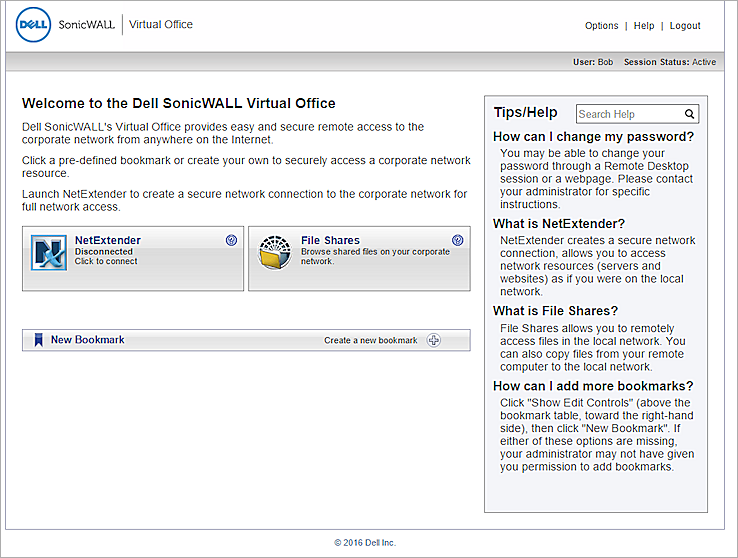 DELL SonicWALL | Virtual Office
Options | Help | Logout
User: Bob Session Status: Active
Welcome to the Dell SonicWALL Virtual Office
Dell SonicWALL's Virtual Office provides easy and secure remote access to the
corporate network from anywhere on the Internet.
Click a pre-defined bookmark or create your own to securely access a corporate network
resource.
Launch NetExtender to create a secure network connection to the corporate network for
full network access.
NetExtender
Disconnected
Click to connect
File Shares
Browse shared files on your corporate
network.
New Bookmark
Create a new bookmark
Tips/Help
Search Help
How can I change my password?
You may be able to change your
password through a Remote Desktop
session or a webpage. Please contact
your administrator for specific
instructions.
What is NetExtender?
NetExtender creates a secure network
connection, allows you to access
network resources (servers and
websites) as if you were on the local
network.
What is File Shares?
File Shares allows you to remotely
access files in the local network. You
can also copy files from your remote
computer to the local network.
How can I add more bookmarks?
Click "Show Edit Controls" (above the
bookmark table, toward the right-hand
side), then click "New Bookmark". If
either of these options are missing,
your administrator may not have given
you permission to add bookmarks.
© 2016 Dell Inc.